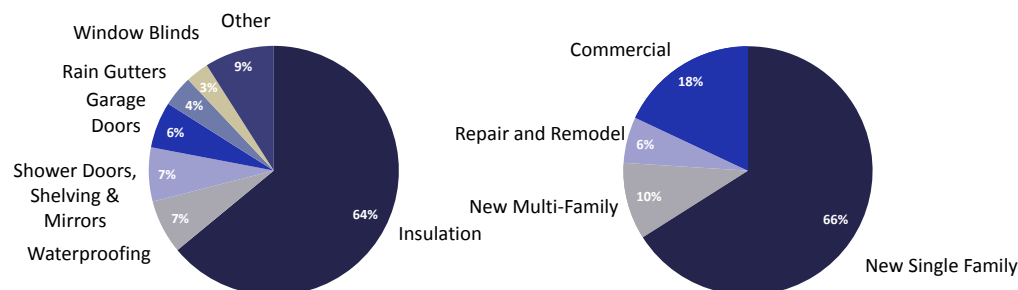 Other
Window Blinds
9%
Rain Gutters
3%
4%
Garage
Doors
6%
Shower Doors,
Shelving &
Mirrors
7%
7%
Waterproofing
64%
Insulation
Commercial
18%
Repair and Remodel
6%
New Multi-Family
10%
66%
New Single Family